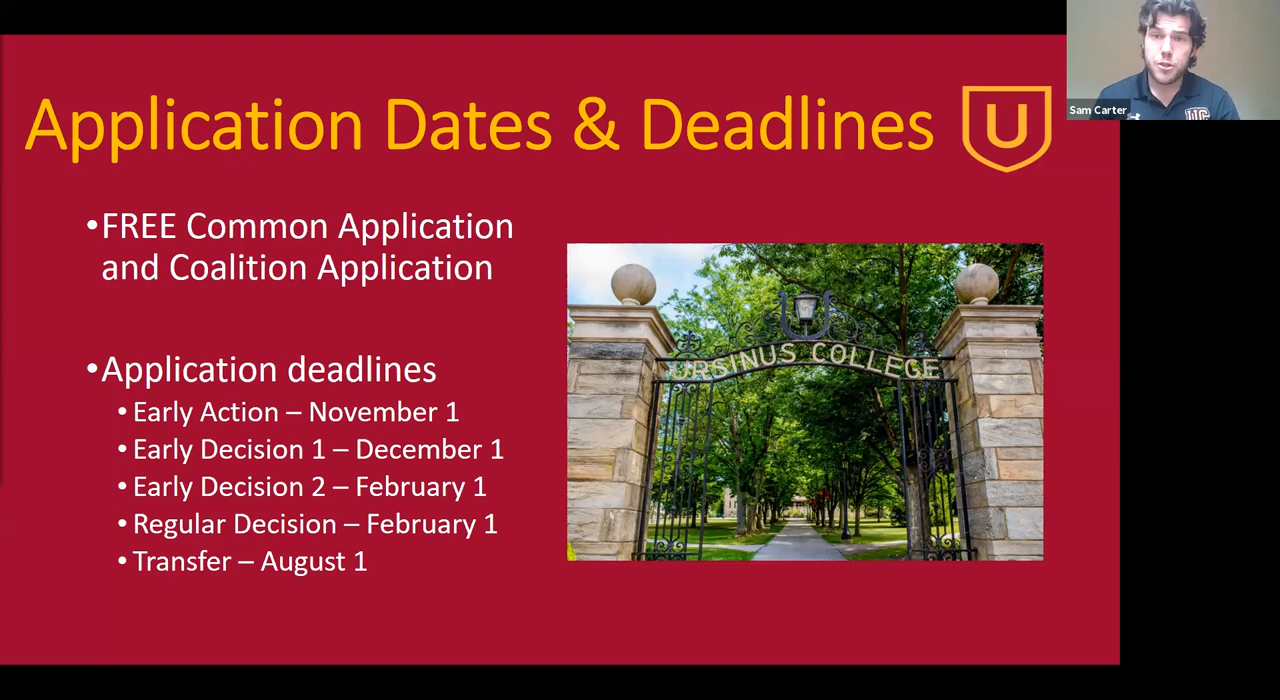 Application Dates & Deadlines
U
Sam Carter
UC
•FREE Common Application
and Coalition Application
•Application deadlines
• Early Action – November 1
• Early Decision 1 – December 1
• Early Decision 2 – February 1
• Regular Decision – February 1
• Transfer – August 1
URSINUS COLLEGE